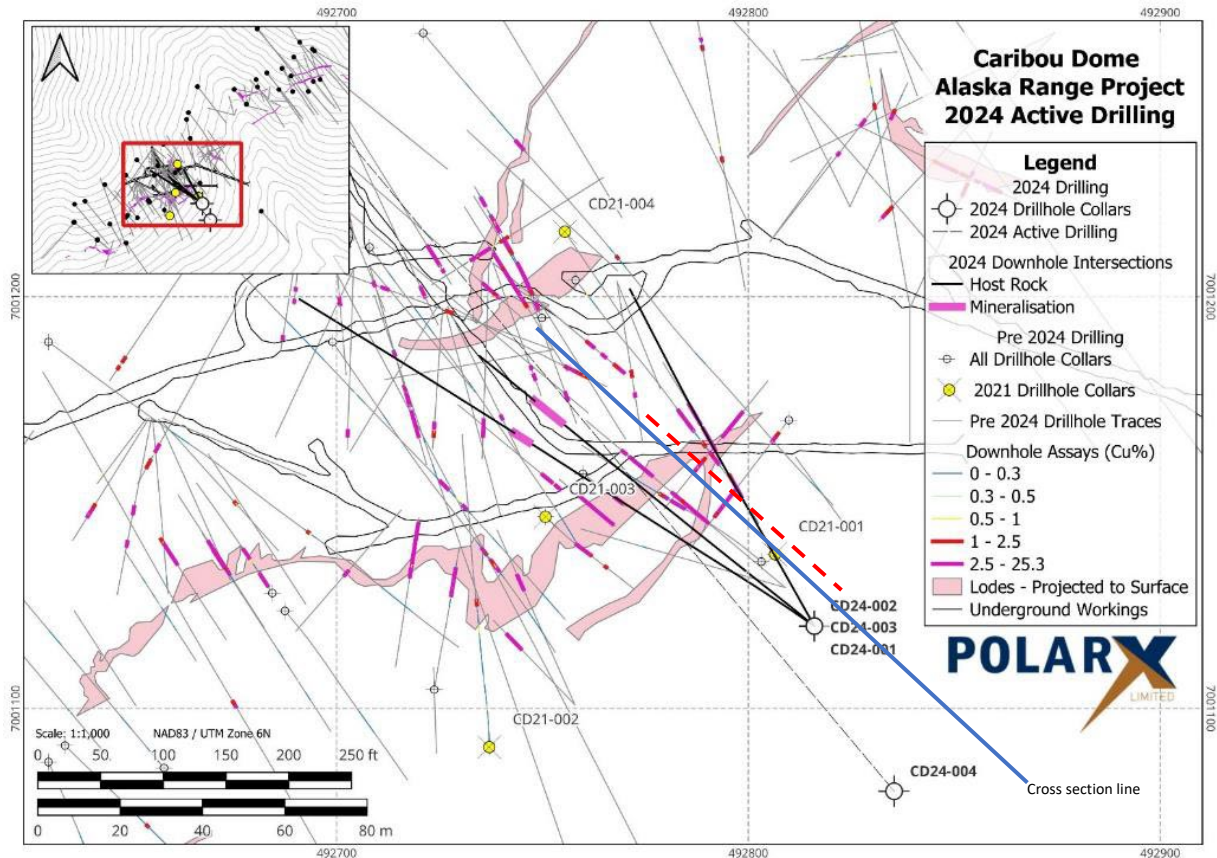 492700
492800
492900
Caribou Dome
Alaska Range Project
2024 Active Drilling
Legend
2024 Drilling
2024 Drillhole Collars
2024 Active Drilling
2024 Downhole Intersections
Host Rock
Mineralisation
Pre 2024 Drilling
All Drillhole Collars
2021 Drillhole Collars
Pre 2024 Drillhole Traces
Downhole Assays (Cu%)
0 - 0.3
0.3 - 0.5
0.5 - 1
1 - 2.5
2.5 - 25.3
Lodes - Projected to Surface
Underground Workings
CD21-004
7001200
7001200
CD21-003
CD21-001
CD24-002
CD24-003
CD24-001
POLARX
LIMITED
7001100
7001100
CD21-002
CD24-004
Cross section line
Scale: 1:1,000 NAD83 / UTM Zone 6N
0 50 100 150 200 250 ft
0 20 40 60 80 m
492700
492800
492900